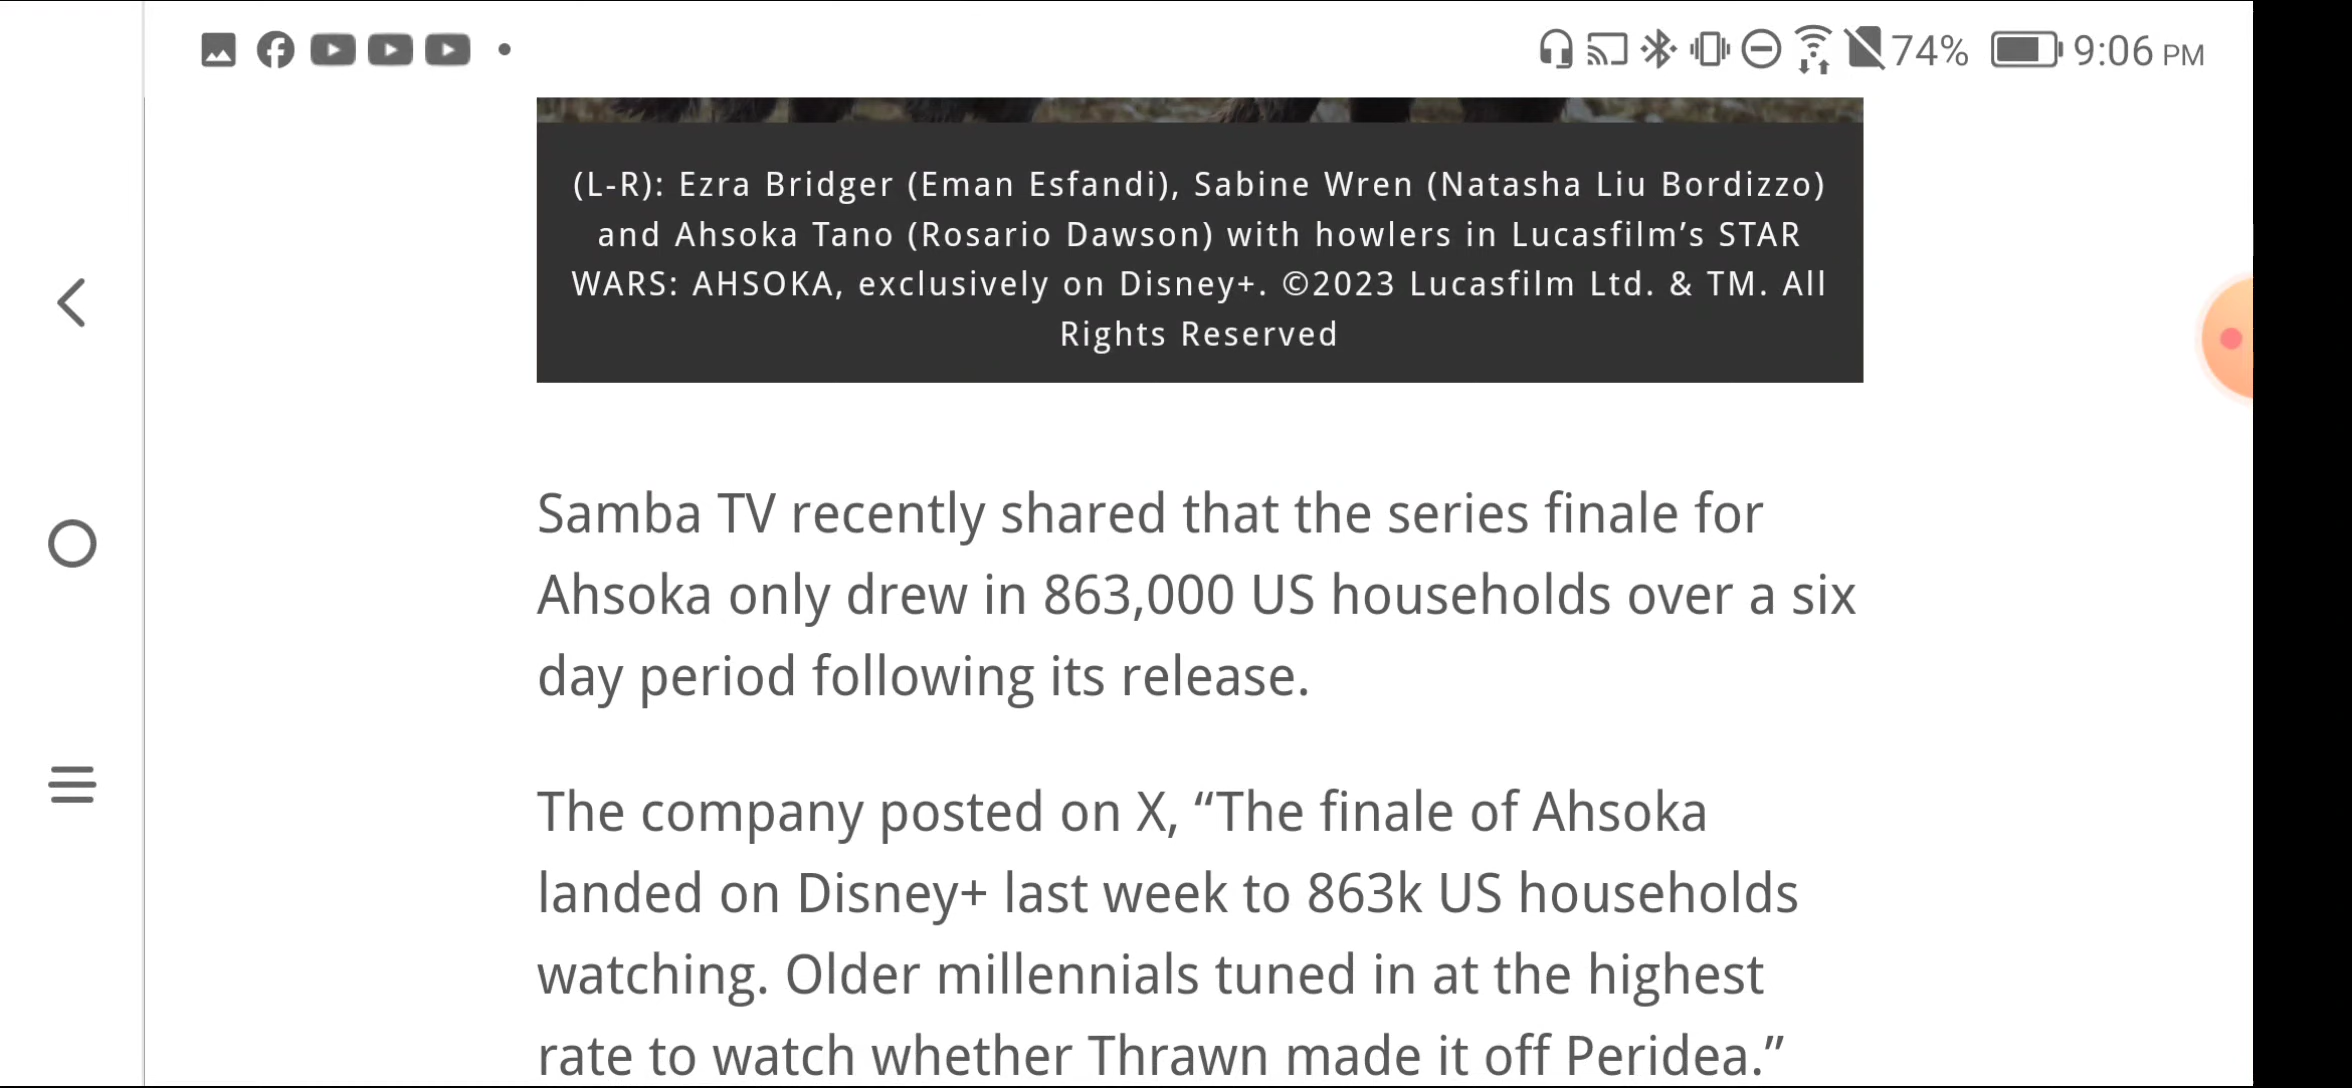 74% 9:06 PM
(L-R): Ezra Bridger (Eman Esfandi), Sabine Wren (Natasha Liu Bordizzo)
and Ahsoka Tano (Rosario Dawson) with howlers in Lucasfilm’s STAR
WARS: AHSOKA, exclusively on Disney+. ©2023 Lucasfilm Ltd. & TM. All
Rights Reserved
Samba TV recently shared that the series finale for
Ahsoka only drew in 863,000 US households over a six
day period following its release.
The company posted on X, “The finale of Ahsoka
landed on Disney+ last week to 863k US households
watching. Older millennials tuned in at the highest
rate to watch whether Thrawn made it off Peridea.”